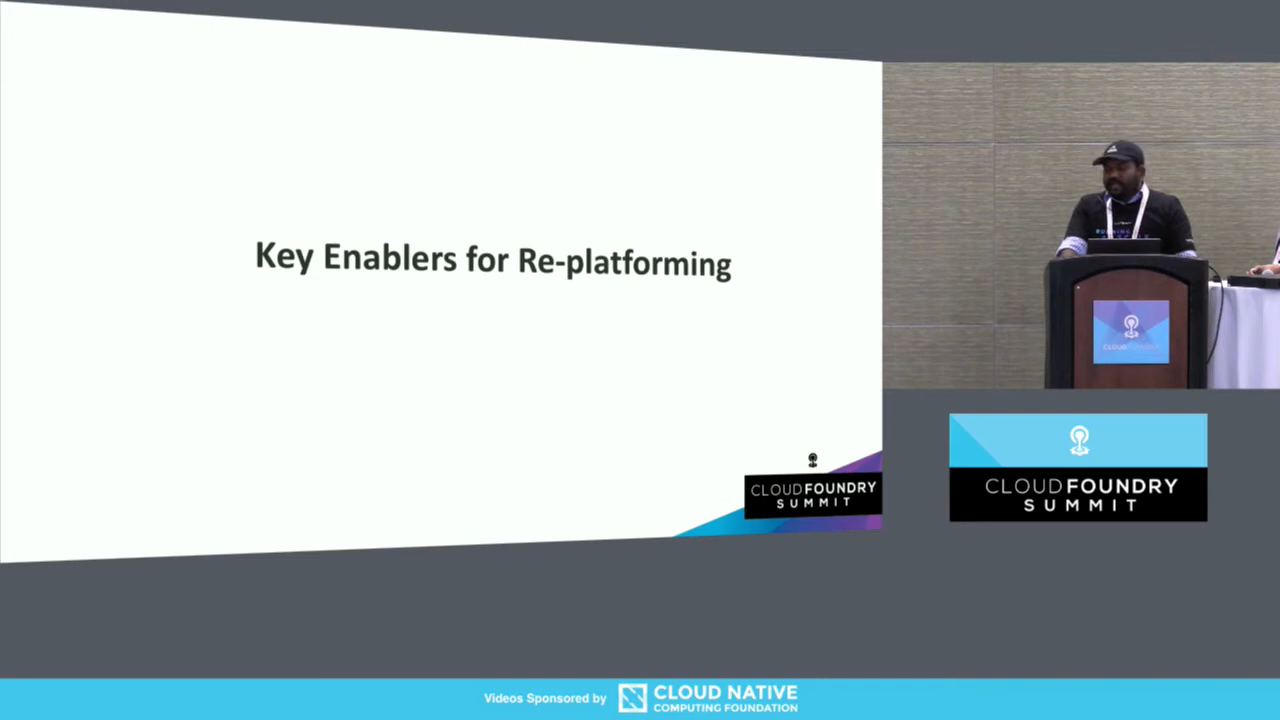 Key Enablers for Re-platforming
CLOUDFOUNDRY
SUMMIT
CLOUDFOUNDRY
SUMMIT
Videos Sponsored by
CLOUD NATIVE
COMPUTING FOUNDATION